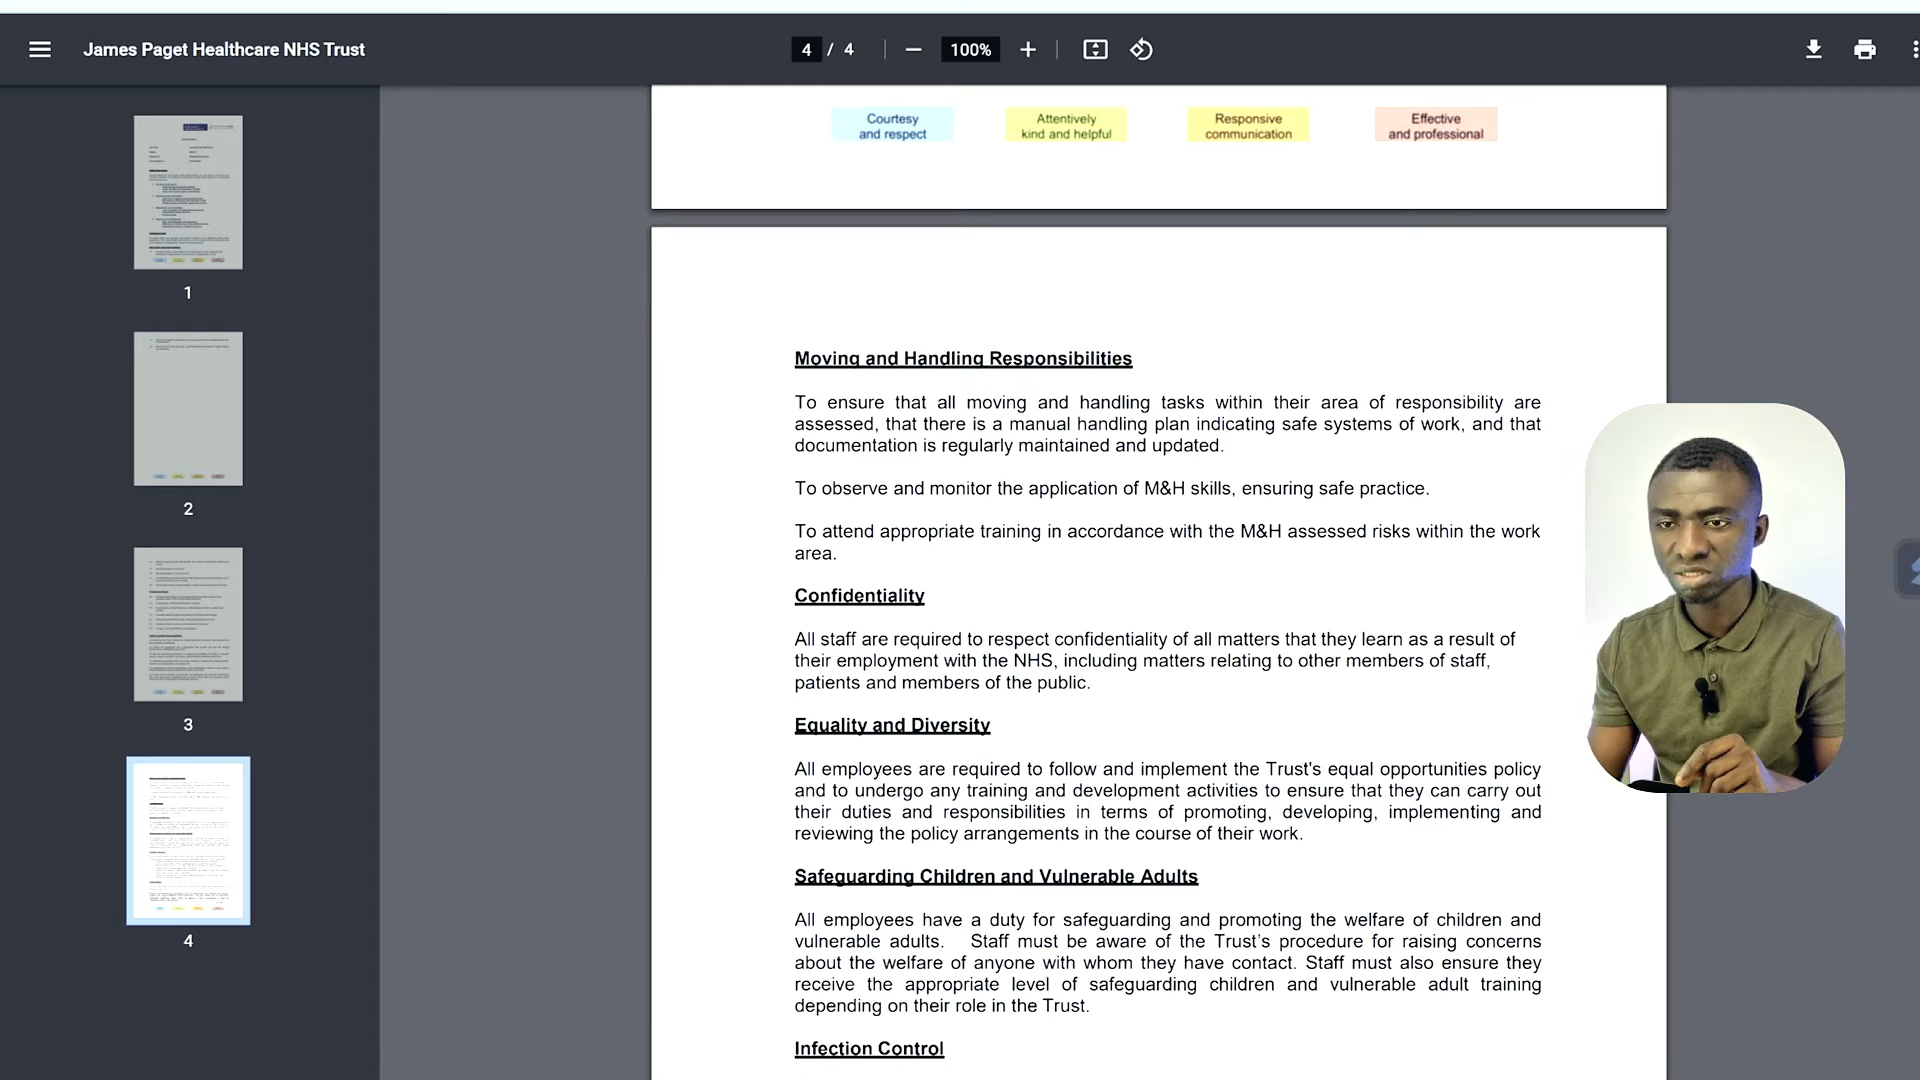 James Paget Healthcare NHS Trust
4 / 4
100%
1
2
3
4
Courtesy
and respect
Attentively
kind and helpful
Responsive
communication
Effective
and professional
Moving and Handling Responsibilities
To ensure that all moving and handling tasks within their area of responsibility are
assessed, that there is a manual handling plan indicating safe systems of work, and that
documentation is regularly maintained and updated.
To observe and monitor the application of M&H skills, ensuring safe practice.
To attend appropriate training in accordance with the M&H assessed risks within the work
area.
Confidentiality
All staff are required to respect confidentiality of all matters that they learn as a result of
their employment with the NHS, including matters relating to other members of staff,
patients and members of the public.
Equality and Diversity
All employees are required to follow and implement the Trust's equal opportunities policy
and to undergo any training and development activities to ensure that they can carry out
their duties and responsibilities in terms of promoting, developing, implementing and
reviewing the policy arrangements in the course of their work.
Safeguarding Children and Vulnerable Adults
All employees have a duty for safeguarding and promoting the welfare of children and
vulnerable adults. Staff must be aware of the Trust's procedure for raising concerns
about the welfare of anyone with whom they have contact. Staff must also ensure they
receive the appropriate level of safeguarding children and vulnerable adult training
depending on their role in the Trust.
Infection Control